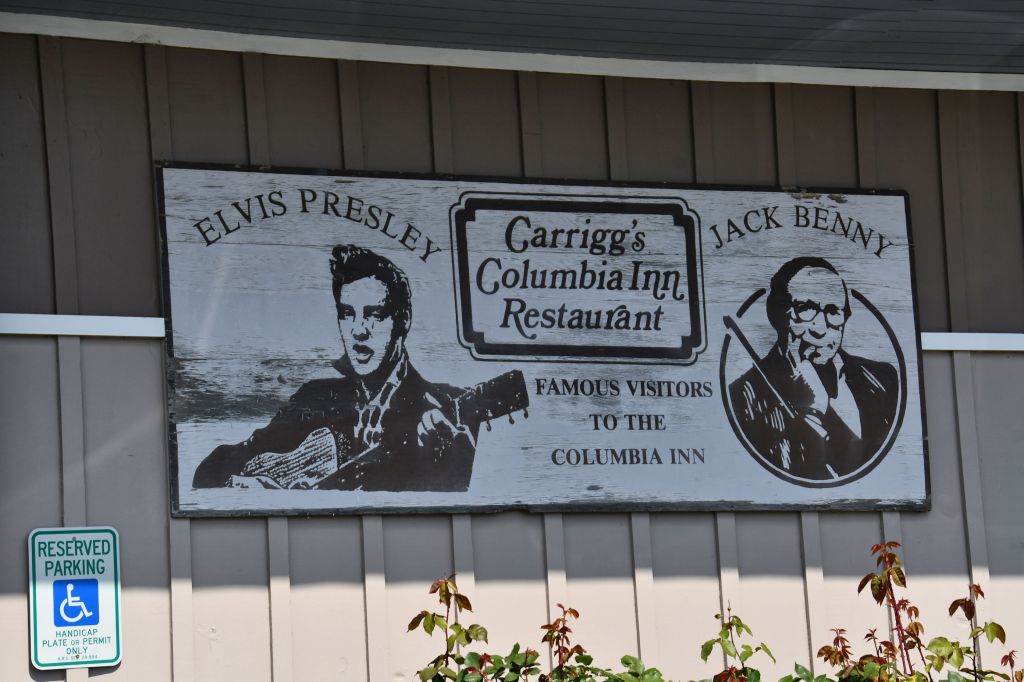 ELVIS PRESLEY
Carrigg's
Columbia Inn
Restaurant
JACK BENNY
FAMOUS VISITORS
TO THE
COLUMBIA INN
RESERVED
PARKING
HANDICAP
PLATE OR PERMIT
ONLY